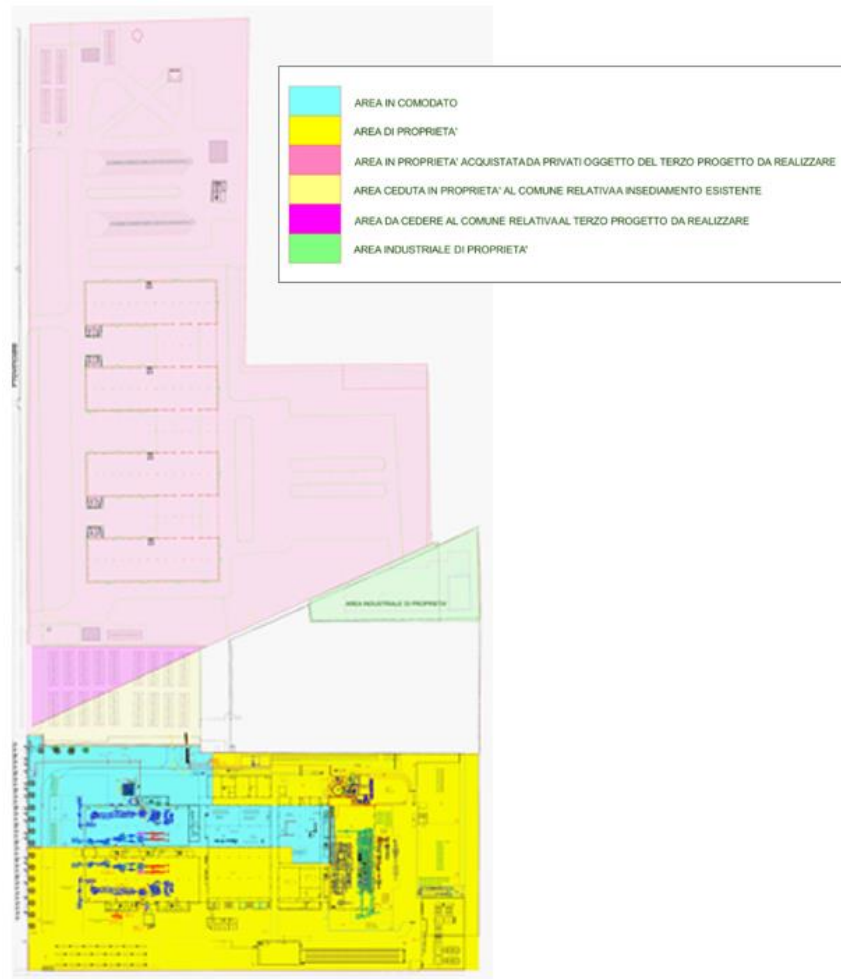 AREA IN COMODATO
AREA DI PROPRIETA'
AREA IN PROPRIETA' ACQUISTATA DA PRIVATI OGGETTO DEL TERZO PROGETTO DA REALIZZARE
AREA CEDUTA IN PROPRIETA' AL COMUNE RELATIVA A INSEDIAMENTO ESISTENTE
AREA DA CEDERE AL COMUNE RELATIVA AL TERZO PROGETTO DA REALIZZARE
AREA INDUSTRIALE DI PROPRIETA'
AREA INDUSTRIALE DI PROPRIETA'